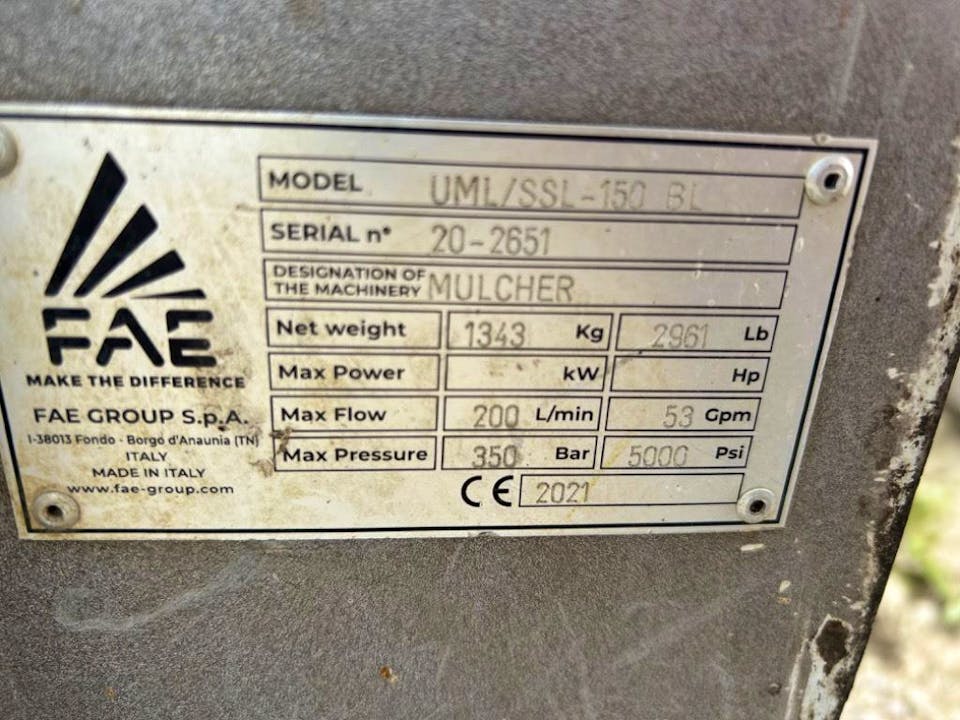 MODEL UML/SSL-150 BL
SERIAL n° 20-2651
DESIGNATION OF THE MACHINERY MULCHER
Net weight 1343 Kg 2961 Lb
Max Power kW Hp
Max Flow 200 L/min 53 Gpm
Max Pressure 350 Bar 5000 Psi
CE 2021
FAE
MAKE THE DIFFERENCE
FAE GROUP S.p.A.
I-38013 Fondo - Borgo d'Anaunia (TN)
ITALY
MADE IN ITALY
www.fae-group.com